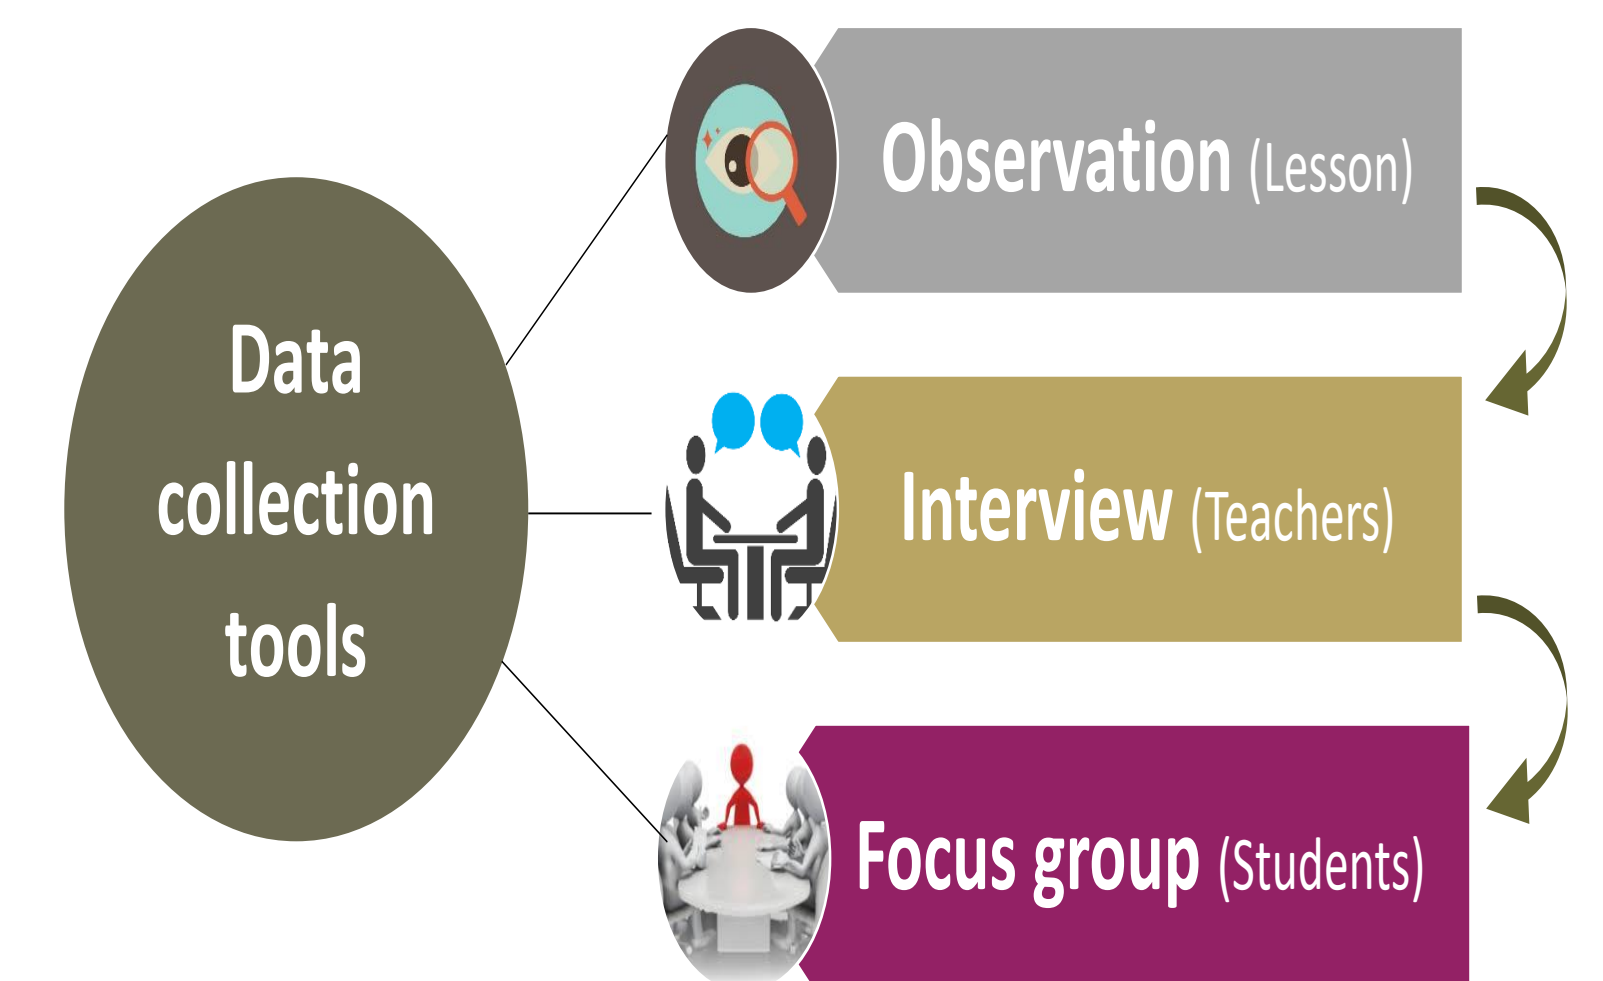 Data
collection
tools
Observation (Lesson)
Interview (Teachers)
Focus group (Students)